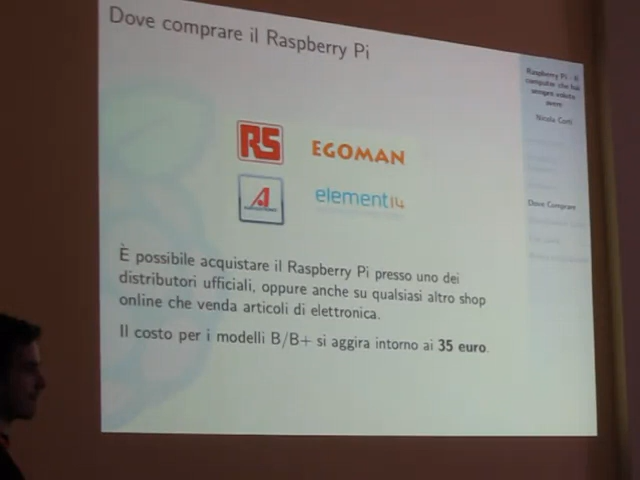 Dove comprare il Raspberry Pi
RS
EGOMAN
A
element14
È possibile acquistare il Raspberry Pi presso uno dei
distributori ufficiali, oppure anche su qualsiasi altro shop
online che venda articoli di elettronica.
Il costo per i modelli B/B+ si aggira intorno ai 35 euro.
Raspberry Pi - Il
computer che hai
sempre voluto
avere
Nicola Corti
Dove Comprare